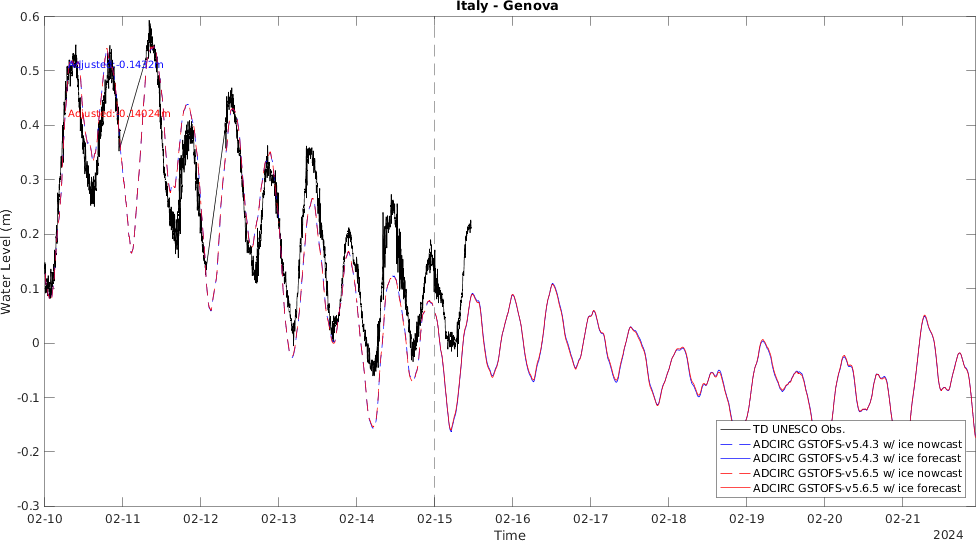 Italy - Genova
0.6
0.5
0.4
0.3
0.2
0.1
0
-0.1
-0.2
-0.3
Water Level (m)
Adjusted:-0.1432m
Adjusted:-0.14024m
TD UNESCO Obs.
ADCIRC GSTOFS-v5.4.3 w/ ice nowcast
ADCIRC GSTOFS-v5.4.3 w/ ice forecast
ADCIRC GSTOFS-v5.6.5 w/ ice nowcast
ADCIRC GSTOFS-v5.6.5 w/ ice forecast
02-10 02-11 02-12 02-13 02-14 02-15 02-16 02-17 02-18 02-19 02-20 02-21
Time
2024